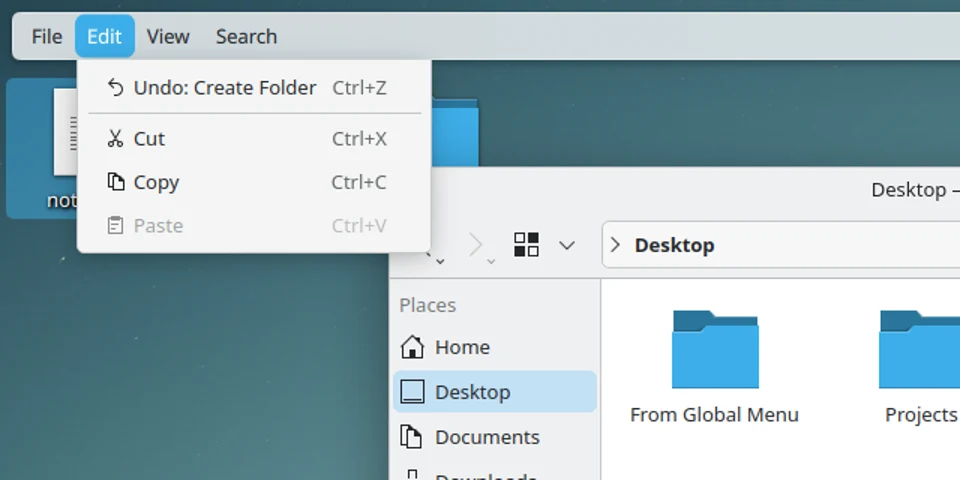 File Edit View Search
Undo: Create Folder Ctrl+Z
Cut Ctrl+X
Copy Ctrl+C
Paste Ctrl+V
Desktop –
Desktop
Places
Home
Desktop
Documents
From Global Menu
Projects